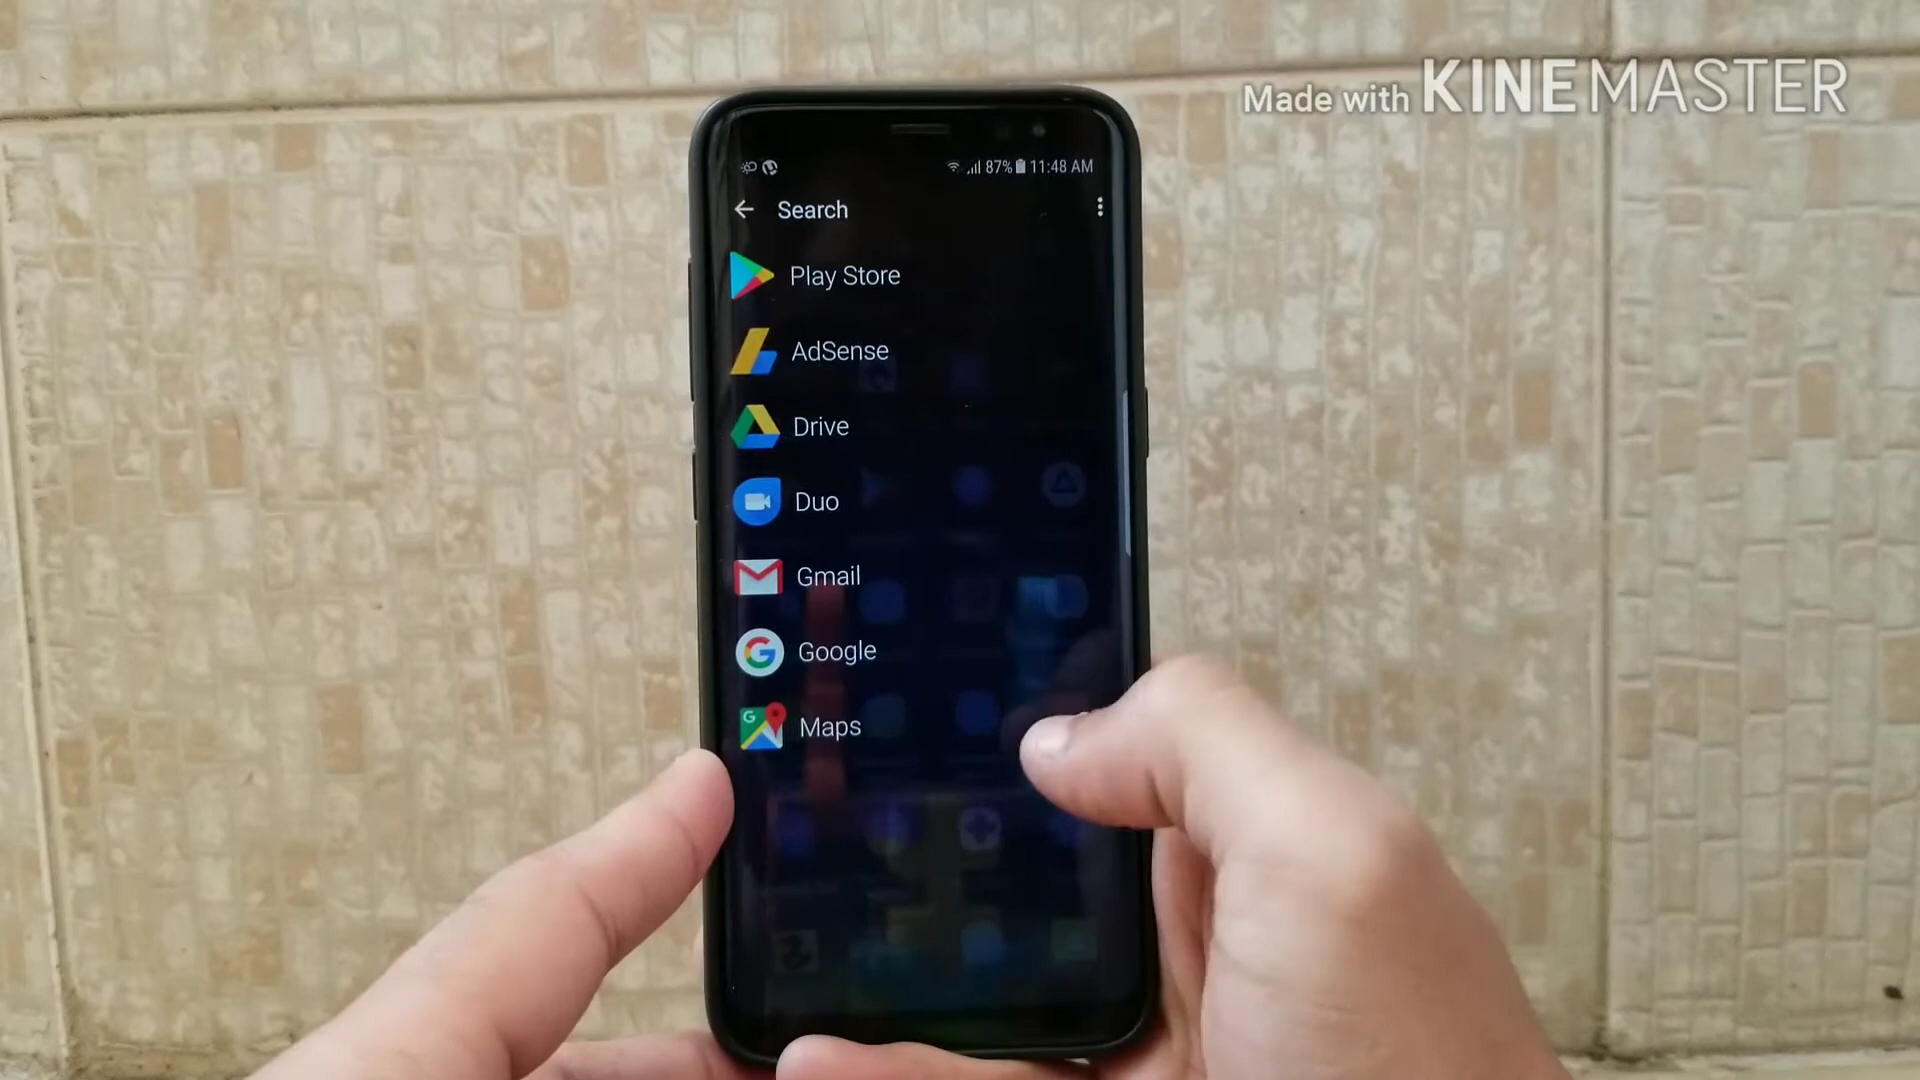 Made with KINEMASTER
87% 11:48 AM
Search
Play Store
AdSense
Drive
Duo
Gmail
Google
Maps